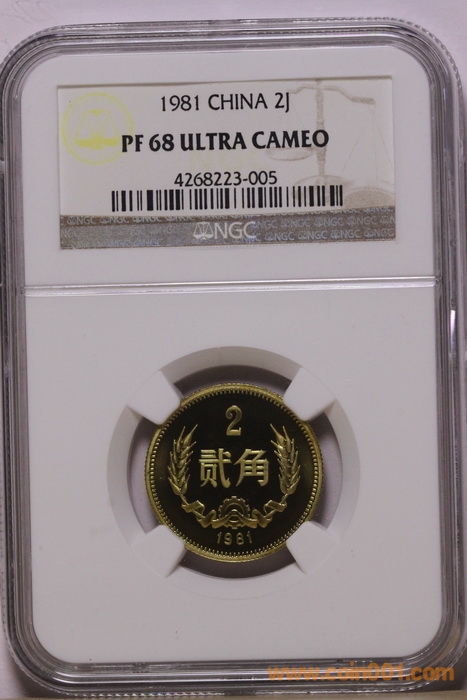 1981 CHINA 2J
PF 68 ULTRA CAMEO
4268223-005
NGC
2
贰角
1981
www.coin001.com